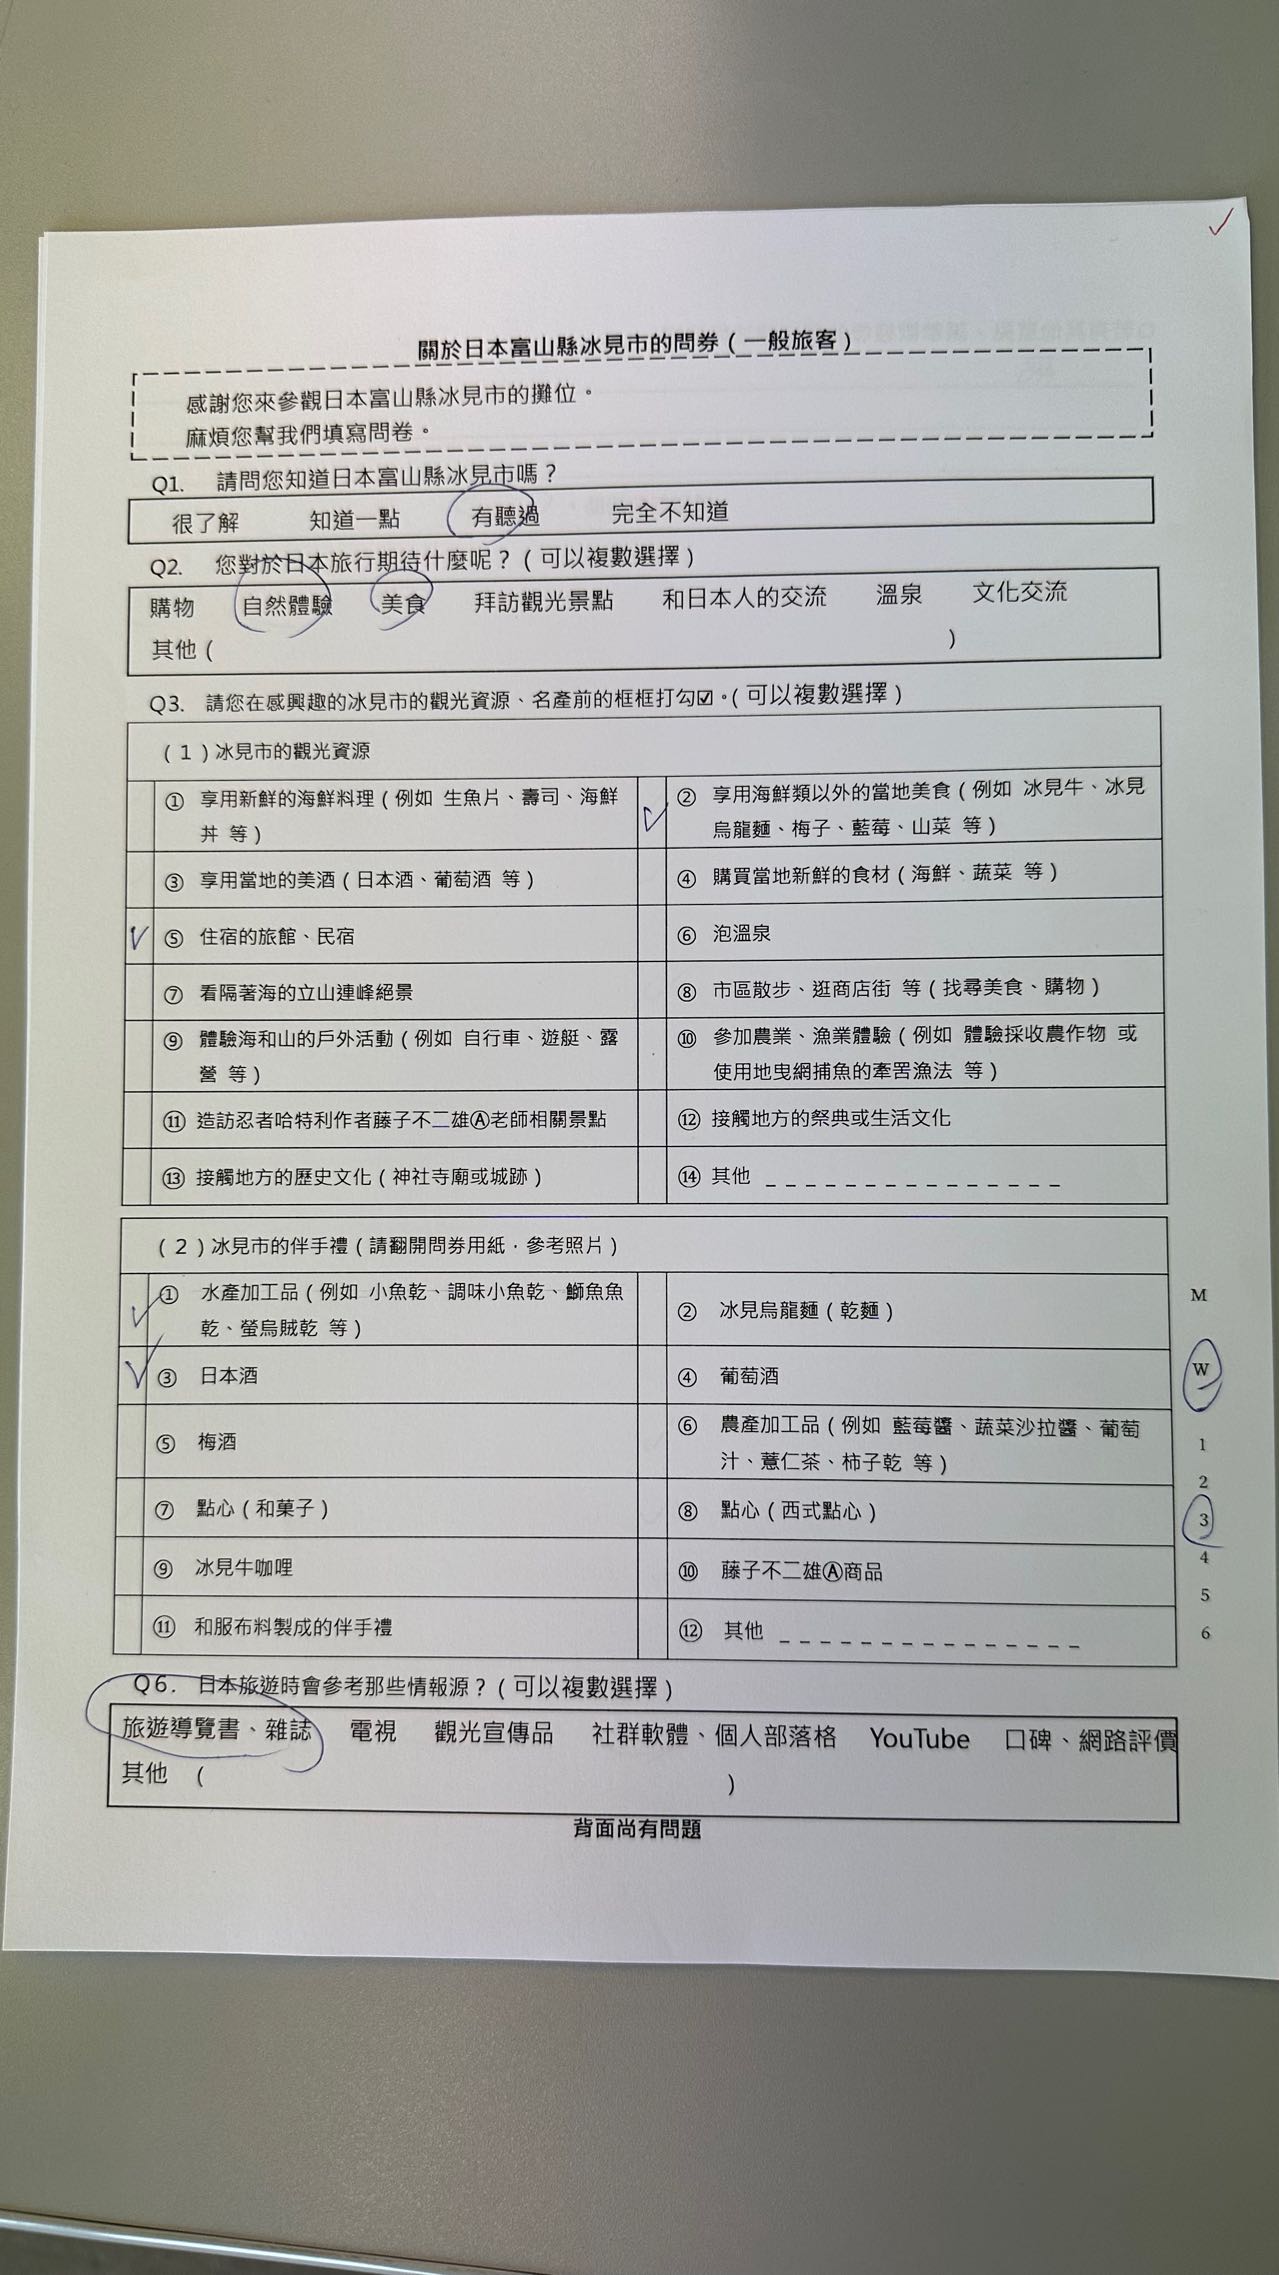 關於日本富山縣冰見市的問券（一般旅客）
感謝您來參觀日本富山縣冰見市的攤位。
麻煩您幫我們填寫問卷。
Q1. 請問您知道日本富山縣冰見市嗎？
很了解 知道一點 有聽過 完全不知道
Q2. 您對於日本旅行期待什麼呢？（可以複數選擇）
購物 自然體驗 美食 拜訪觀光景點 和日本人的交流 溫泉 文化交流
其他（ ）
Q3. 請您在感興趣的冰見市的觀光資源、名產前的框框打勾☑。（可以複數選擇）
（1）冰見市的觀光資源
① 享用新鮮的海鮮料理（例如 生魚片、壽司、海鮮
丼 等）
② 享用海鮮類以外的當地美食（例如 冰見牛、冰見
烏龍麵、梅子、藍莓、山菜 等）
③ 享用當地的美酒（日本酒、葡萄酒 等）
④ 購買當地新鮮的食材（海鮮、蔬菜 等）
⑤ 住宿的旅館、民宿
⑥ 泡溫泉
⑦ 看隔著海的立山連峰絕景
⑧ 市區散步、逛商店街 等（找尋美食、購物）
⑨ 體驗海和山的戶外活動（例如 自行車、遊艇、露
營 等）
⑩ 參加農業、漁業體驗（例如 體驗採收農作物 或
使用地曳網捕魚的牽罟漁法 等）
⑪ 造訪忍者哈特利作者藤子不二雄Ⓐ老師相關景點
⑫ 接觸地方的祭典或生活文化
⑬ 接觸地方的歷史文化（神社寺廟或城跡）
⑭ 其他 _ _ _ _ _ _ _ _ _ _ _ _ _ _ _
（2）冰見市的伴手禮（請翻開問券用紙．參考照片）
① 水產加工品（例如 小魚乾、調味小魚乾、鰤魚魚
乾、螢烏賊乾 等）
② 冰見烏龍麵（乾麵）
③ 日本酒
④ 葡萄酒
⑤ 梅酒
⑥ 農產加工品（例如 藍莓醬、蔬菜沙拉醬、葡萄
汁、薏仁茶、柿子乾 等）
⑦ 點心（和菓子）
⑧ 點心（西式點心）
⑨ 冰見牛咖哩
⑩ 藤子不二雄Ⓐ商品
⑪ 和服布料製成的伴手禮
⑫ 其他 _ _ _ _ _ _ _ _ _ _ _ _ _ _ _
M
W
1
2
3
4
5
6
Q6. 日本旅遊時會參考那些情報源？（可以複數選擇）
旅遊導覽書、雜誌 電視 觀光宣傳品 社群軟體、個人部落格 YouTube 口碑、網路評價
其他 （ ）
背面尚有問題